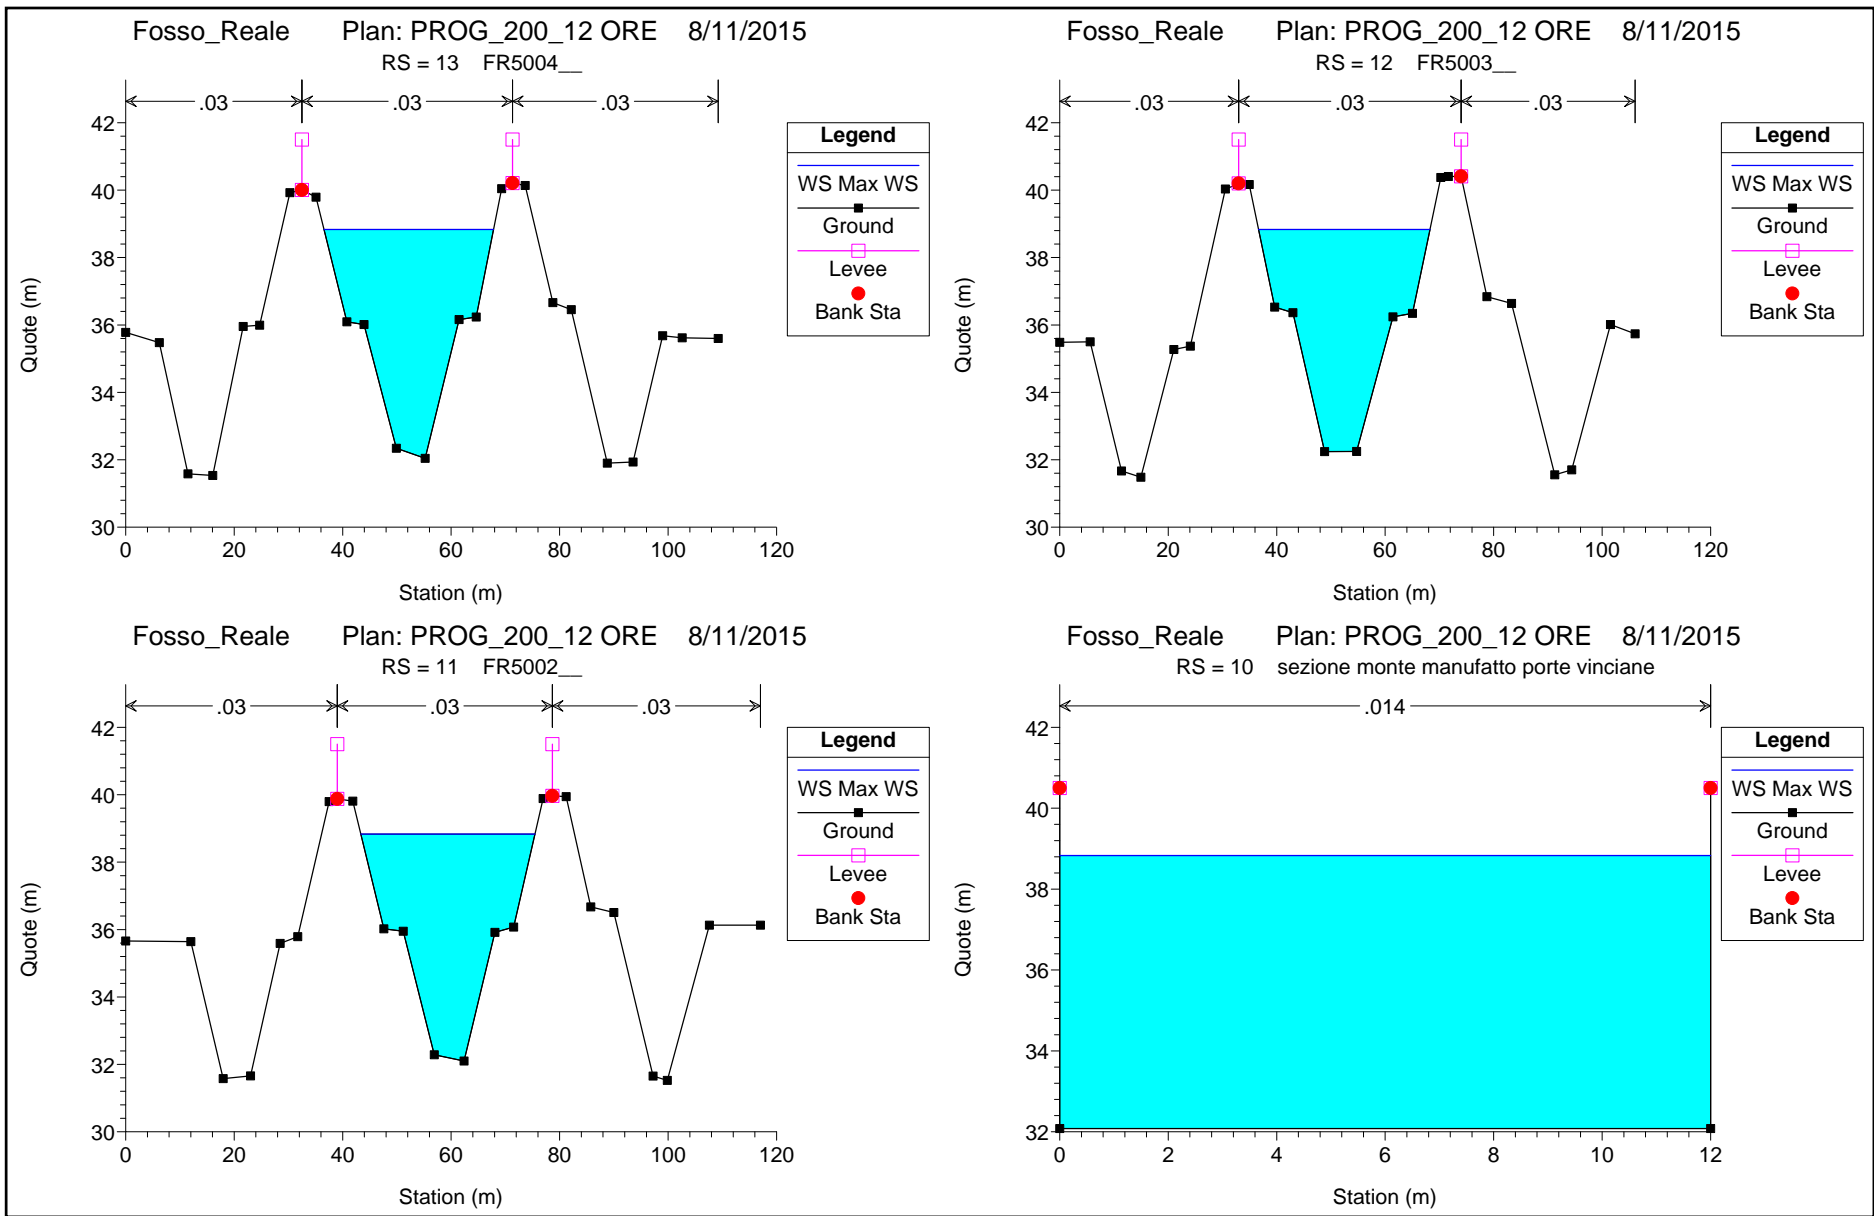 Fosso_Reale Plan: PROG_200_12 ORE 8/11/2015
RS = 13 FR5004__
.03 .03 .03
42
40
38
36
34
32
30
0 20 40 60 80 100 120
Station (m)
Quote (m)
Legend
WS Max WS
Ground
Levee
Bank Sta
Fosso_Reale Plan: PROG_200_12 ORE 8/11/2015
RS = 12 FR5003__
.03 .03 .03
42
40
38
36
34
32
30
0 20 40 60 80 100 120
Station (m)
Quote (m)
Legend
WS Max WS
Ground
Levee
Bank Sta
Fosso_Reale Plan: PROG_200_12 ORE 8/11/2015
RS = 11 FR5002__
.03 .03 .03
42
40
38
36
34
32
30
0 20 40 60 80 100 120
Station (m)
Quote (m)
Legend
WS Max WS
Ground
Levee
Bank Sta
Fosso_Reale Plan: PROG_200_12 ORE 8/11/2015
RS = 10 sezione monte manufatto porte vinciane
.014
42
40
38
36
34
32
0 2 4 6 8 10 12
Station (m)
Quote (m)
Legend
WS Max WS
Ground
Levee
Bank Sta